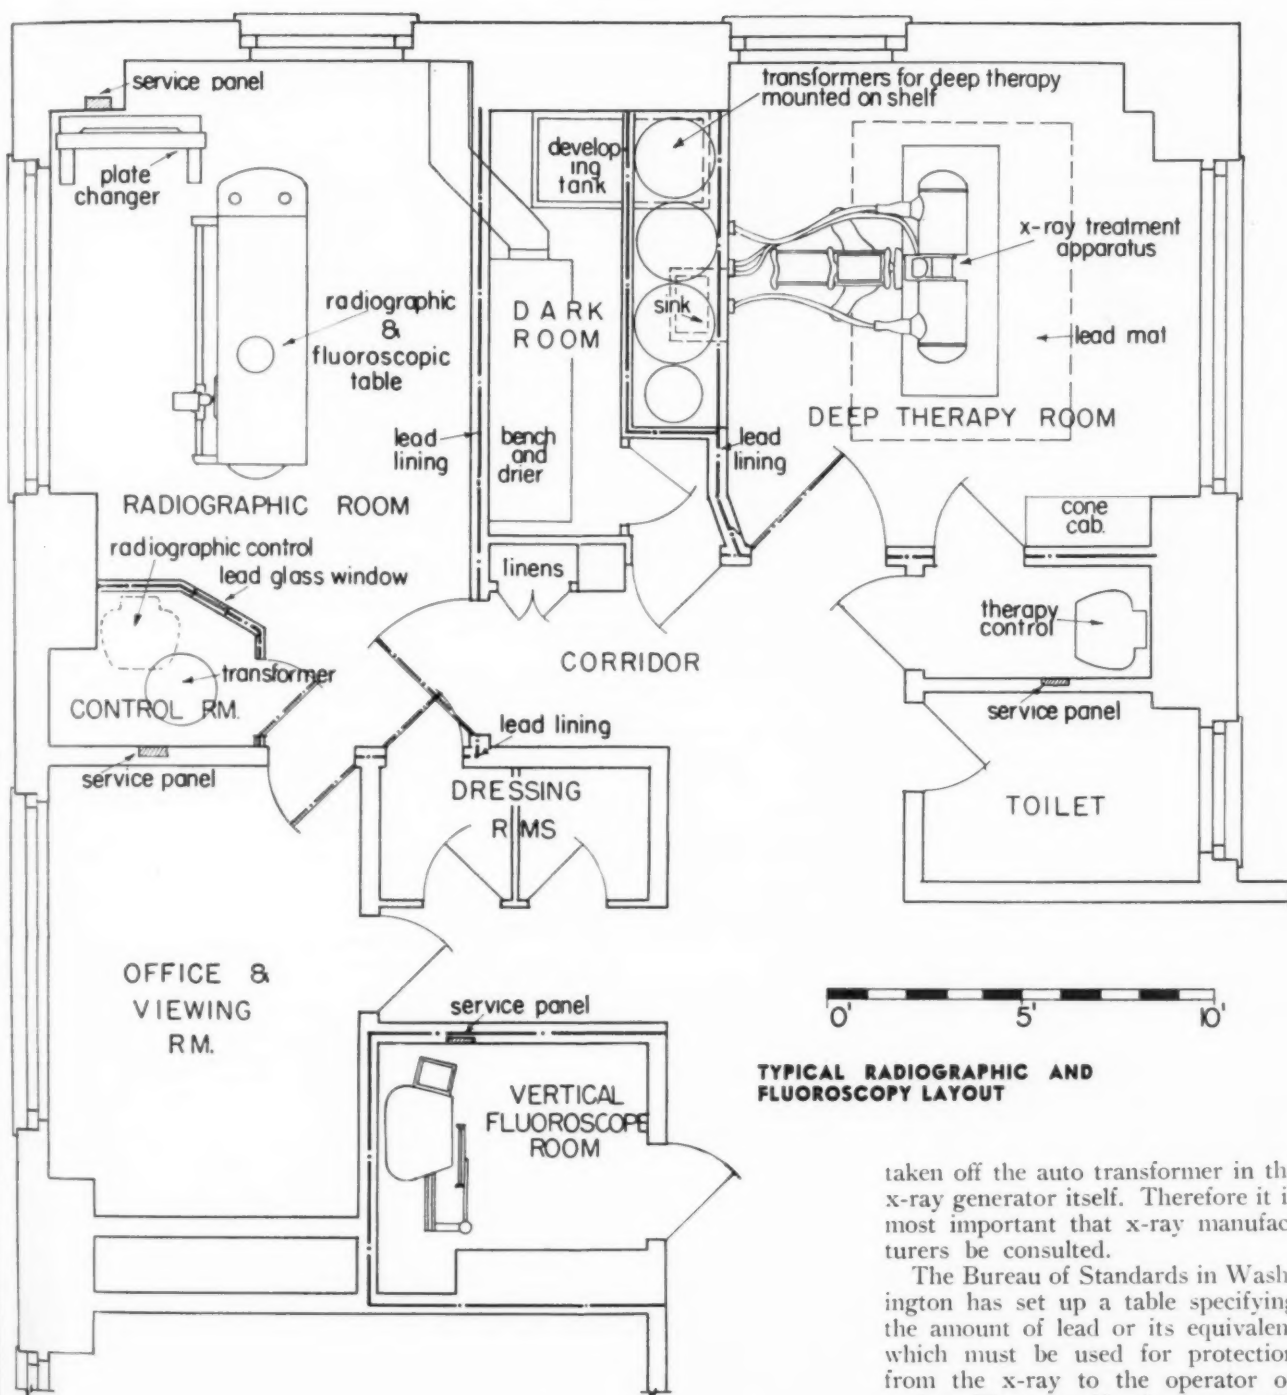 service panel
transformers for deep therapy
mounted on shelf
plate
changer
develop-
ing
tank
x-ray treatment
apparatus
radiographic
&
fluoroscopic
table
DARK
ROOM
sink
lead mat
DEEP THERAPY ROOM
lead
lining
bench
and
drier
lead
lining
RADIOGRAPHIC ROOM
cone
cab.
radiographic control
lead glass window
linens
therapy
control
CORRIDOR
transformer
CONTROL RM.
service panel
lead lining
service panel
DRESSING
RMS
TOILET
OFFICE &
VIEWING
RM.
service panel
0' 5' 10'
TYPICAL RADIOGRAPHIC AND
FLUOROSCOPY LAYOUT
VERTICAL
FLUOROSCOPE
ROOM
taken off the auto transformer in th
x-ray generator itself. Therefore it i
most important that x-ray manufac
turers be consulted.
The Bureau of Standards in Wash
ington has set up a table specifying
the amount of lead or its equivalen
which must be used for protection
from the x-ray to the operator o